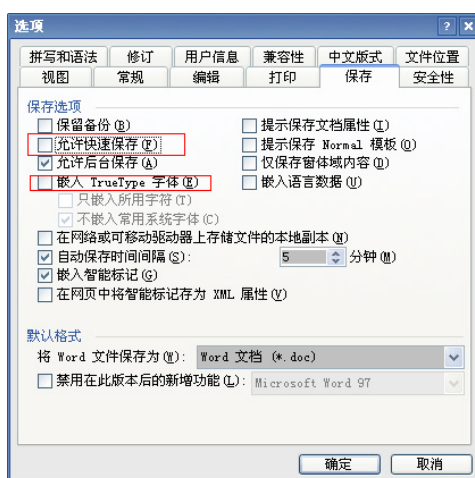 选项
拼写和语法 修订 用户信息 兼容性 中文版式 文件位置
视图 常规 编辑 打印 保存 安全性
保存选项
保留备份(B) 提示保存文档属性(I)
允许快速保存(F) 提示保存 Normal 模板(O)
允许后台保存(A) 仅保存窗体域内容(D)
嵌入 TrueType 字体(E) 嵌入语言数据(U)
只嵌入所用字符(T)
不嵌入常用系统字体(C)
在网络或可移动驱动器上存储文件的本地副本(N)
自动保存时间间隔(S): 5 分钟(M)
嵌入智能标记(G)
在网页中将智能标记存为 XML 属性(V)
默认格式
将 Word 文件保存为(W): Word 文档 (*.doc)
禁用在此版本后的新增功能(L): Microsoft Word 97
确定 取消